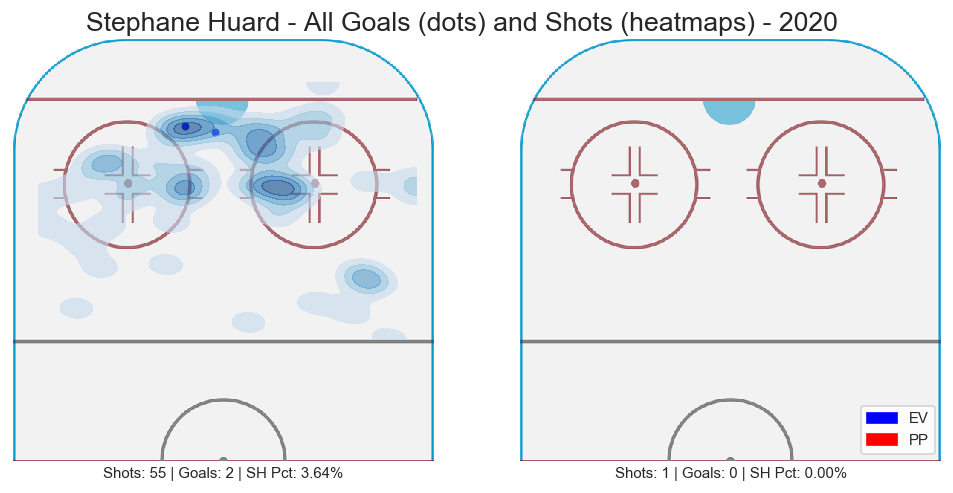 Stephane Huard - All Goals (dots) and Shots (heatmaps) - 2020
EV
PP
Shots: 55 | Goals: 2 | SH Pct: 3.64%
Shots: 1 | Goals: 0 | SH Pct: 0.00%